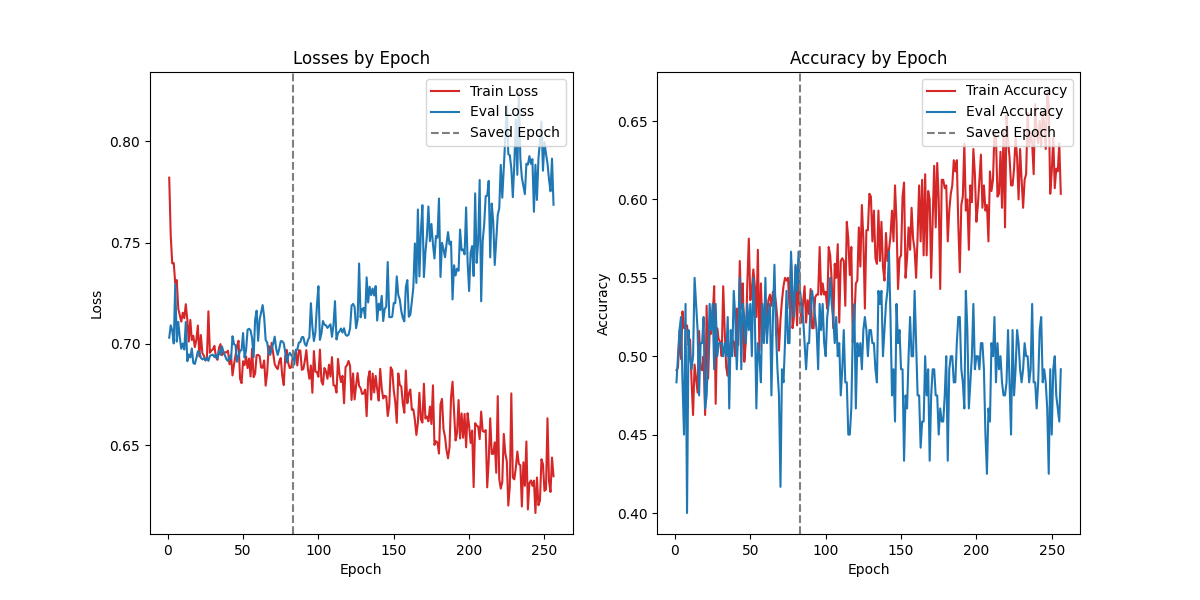 Losses by Epoch
Train Loss
Eval Loss
Saved Epoch
0.80
0.75
0.70
0.65
Loss
0
50
100
150
200
250
Epoch
Accuracy by Epoch
Train Accuracy
Eval Accuracy
Saved Epoch
0.65
0.60
0.55
0.50
0.45
0.40
Accuracy
0
50
100
150
200
250
Epoch